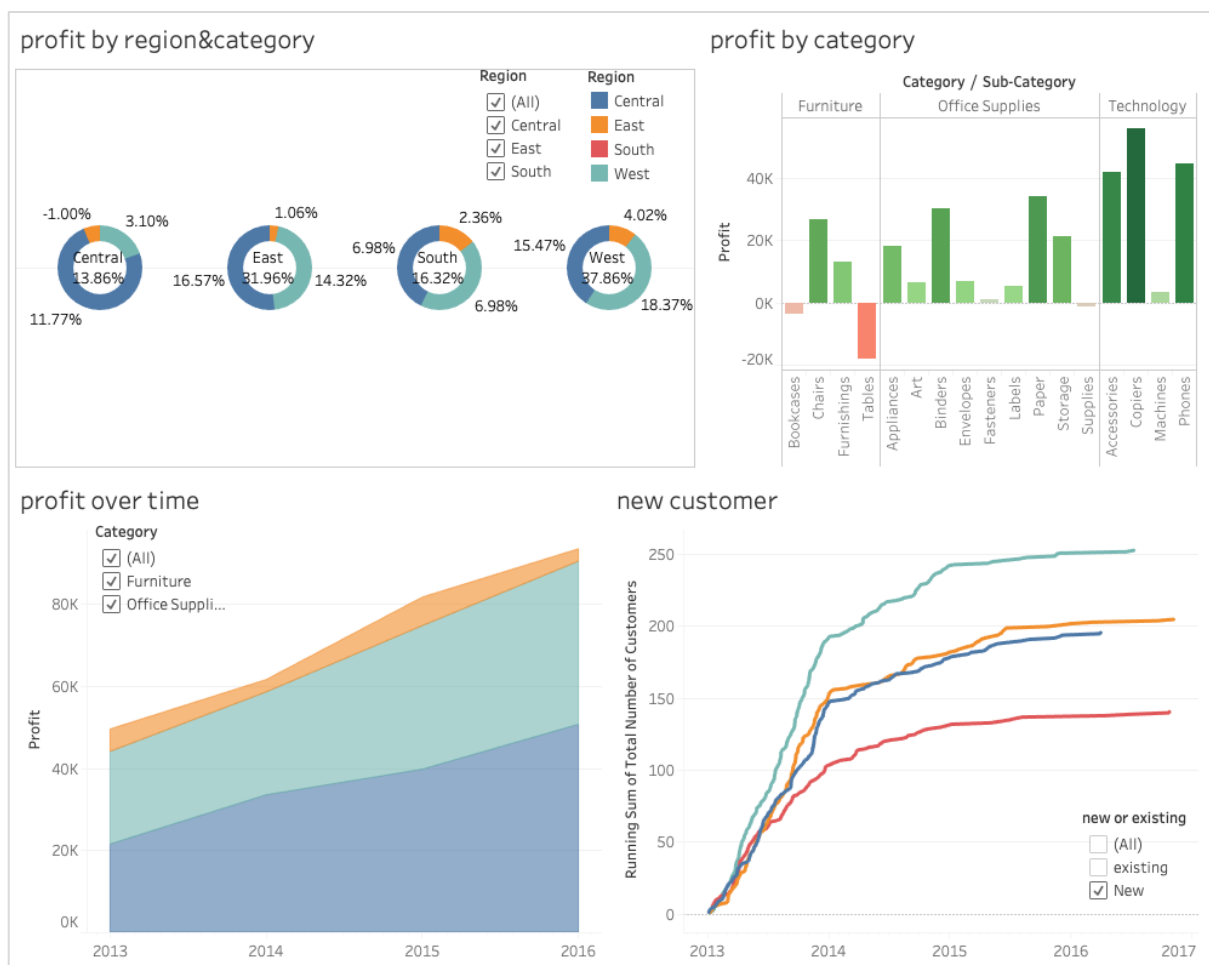 profit by region&category
Region
(All)
Central
East
South
Region
Central
East
South
West
-1.00%
3.10%
Central
13.86%
11.77%
1.06%
East
16.57%
31.96%
14.32%
2.36%
6.98%
South
16.32%
6.98%
4.02%
15.47%
West
37.86%
18.37%
profit by category
Category / Sub-Category
Furniture
Office Supplies
Technology
Profit
40K
20K
0K
-20K
Bookcases
Chairs
Furnishings
Tables
Appliances
Art
Binders
Envelopes
Fasteners
Labels
Paper
Storage
Supplies
Accessories
Copiers
Machines
Phones
profit over time
Category
(All)
Furniture
Office Suppli...
Profit
80K
60K
40K
20K
0K
2013
2014
2015
2016
new customer
Running Sum of Total Number of Customers
250
200
150
100
50
0
new or existing
(All)
existing
New
2013
2014
2015
2016
2017